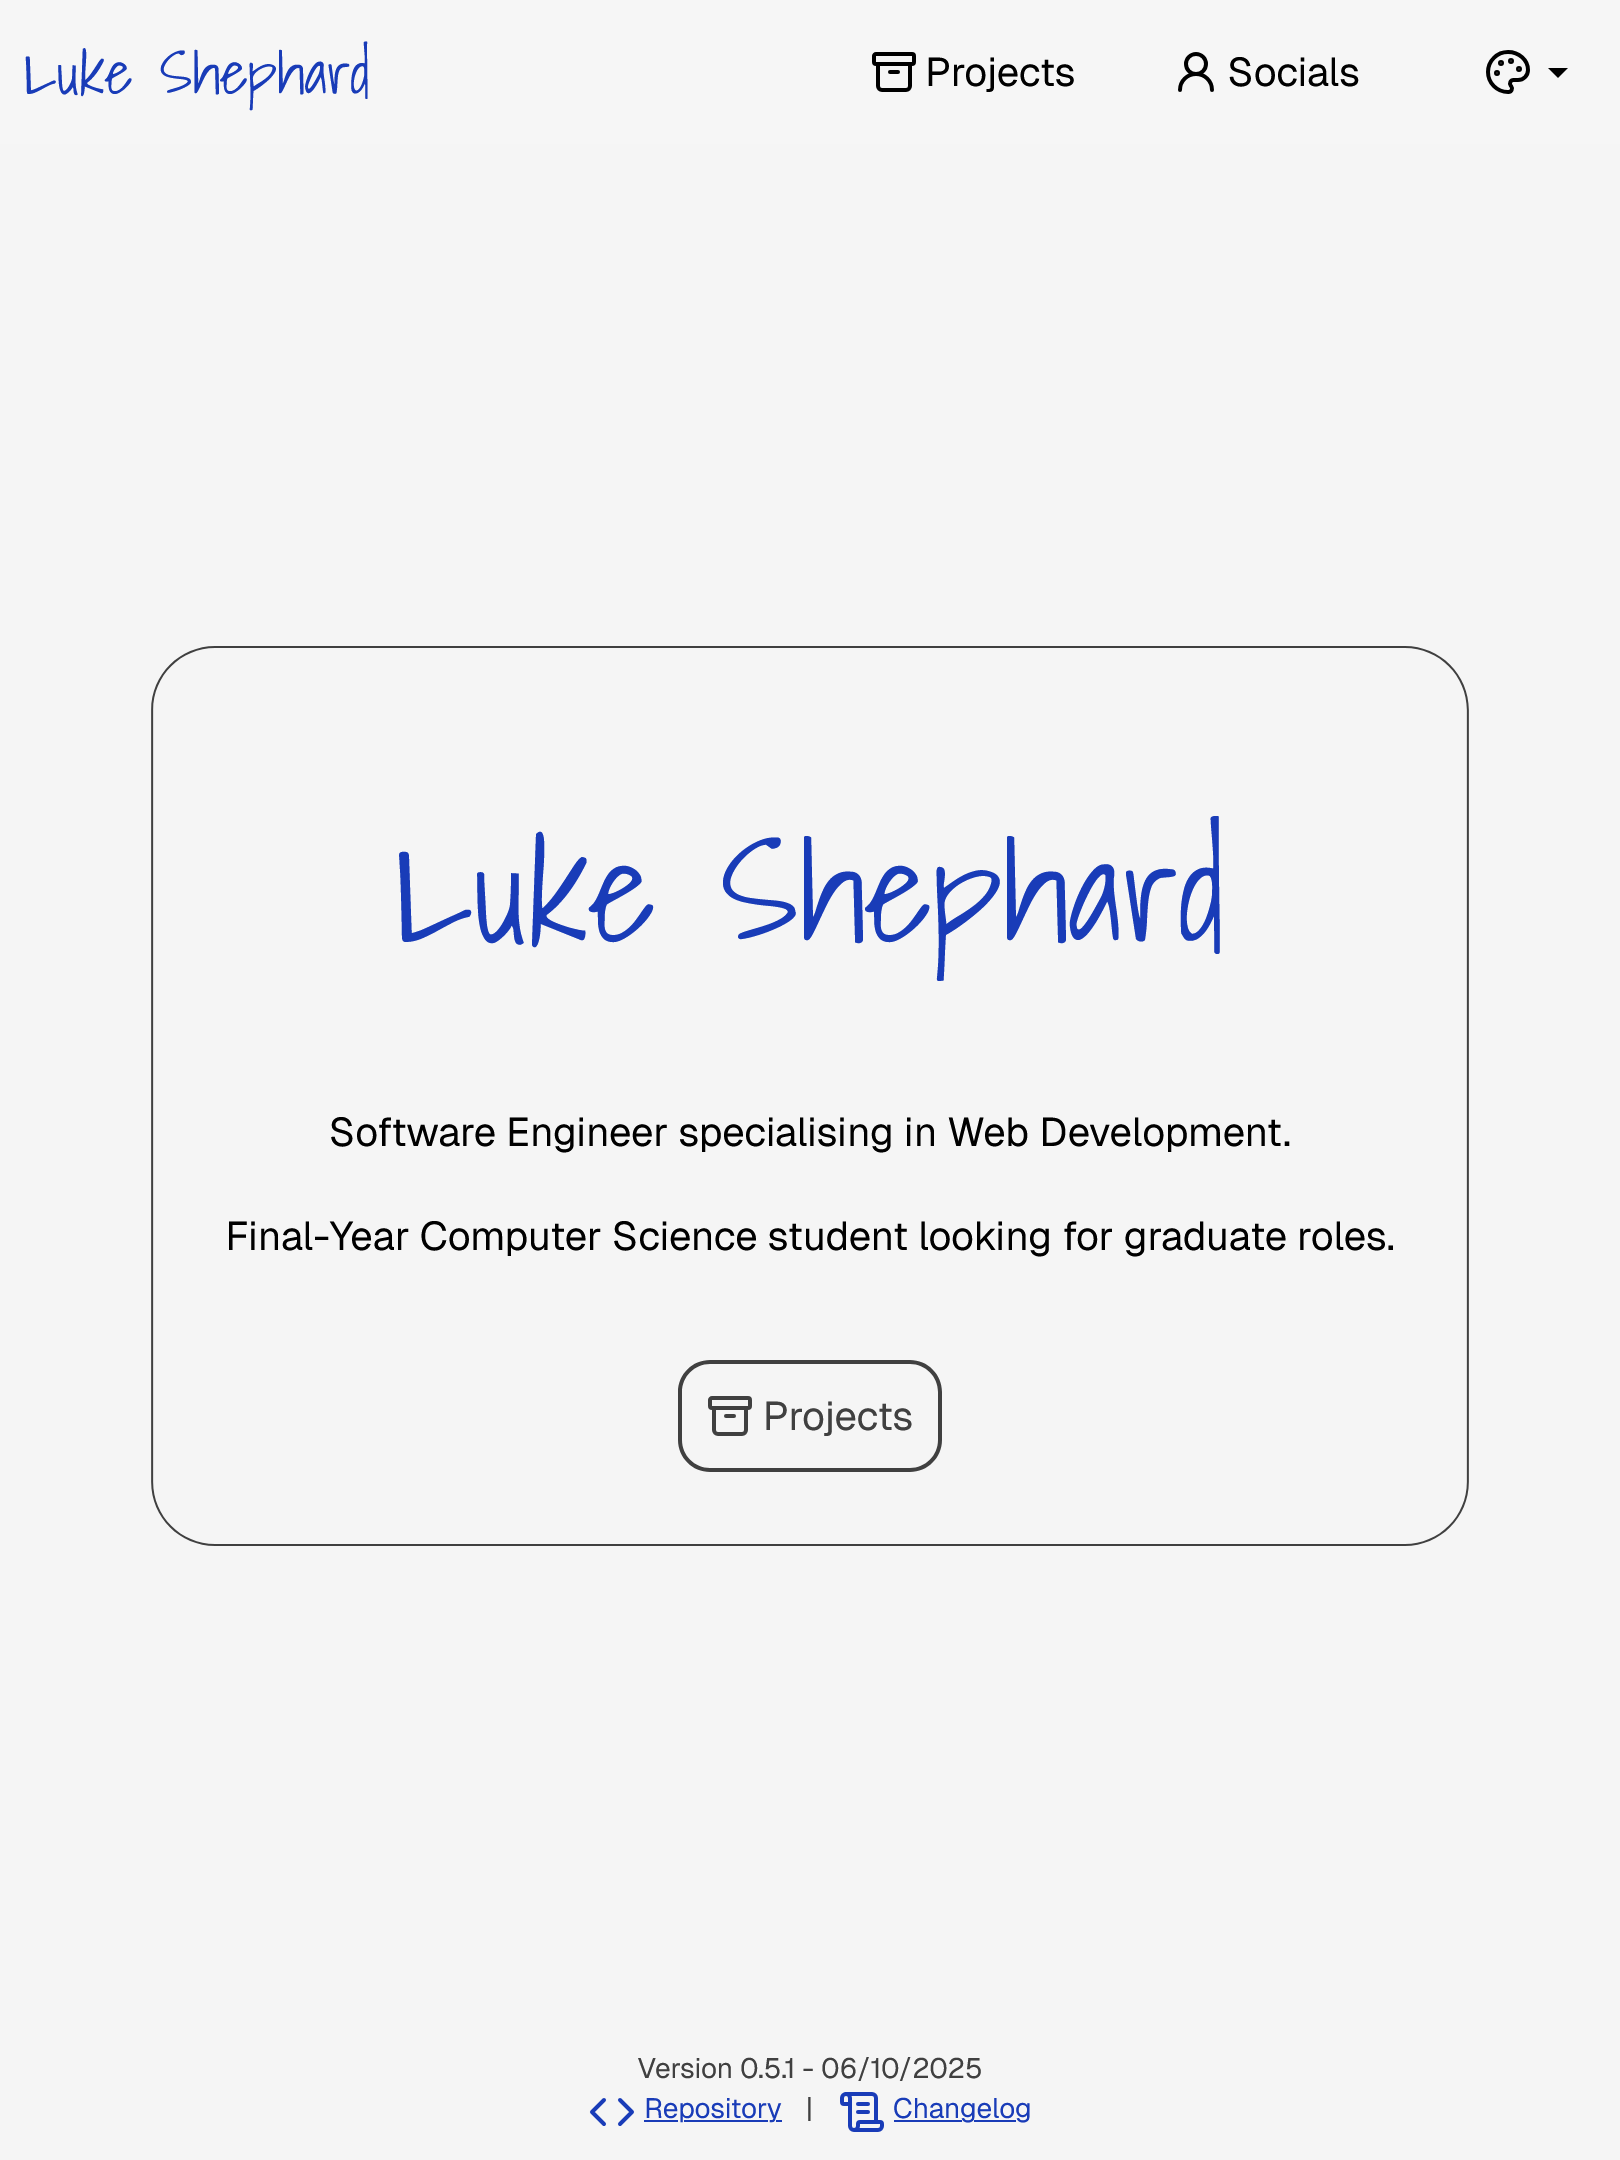 Luke Shephard
Projects
Socials
Luke Shephard
Software Engineer specialising in Web Development.
Final-Year Computer Science student looking for graduate roles.
Projects
Version 0.5.1 - 06/10/2025
Repository | Changelog